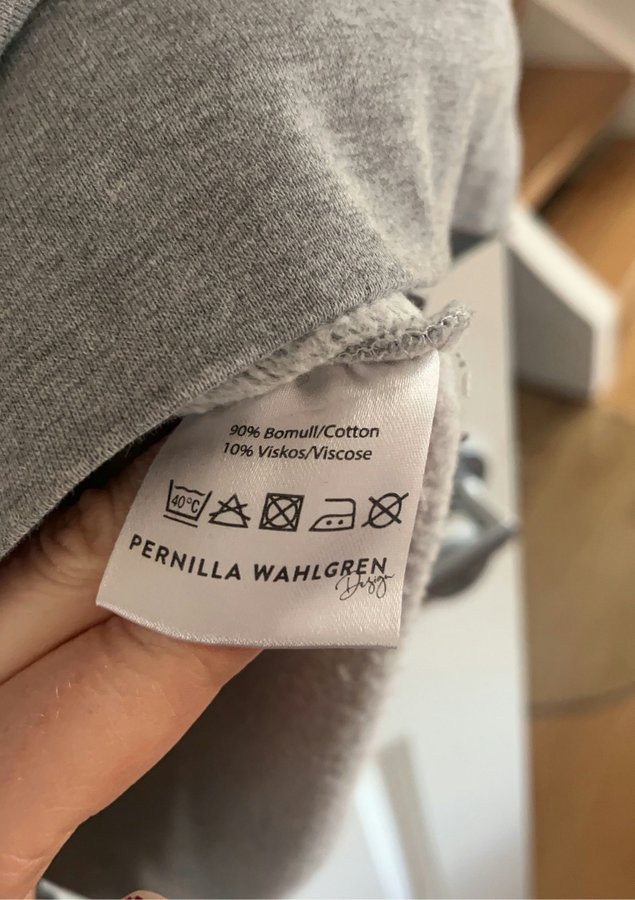 90% Bomull/Cotton
10% Viskos/Viscose
40°C
PERNILLA WAHLGREN
Design